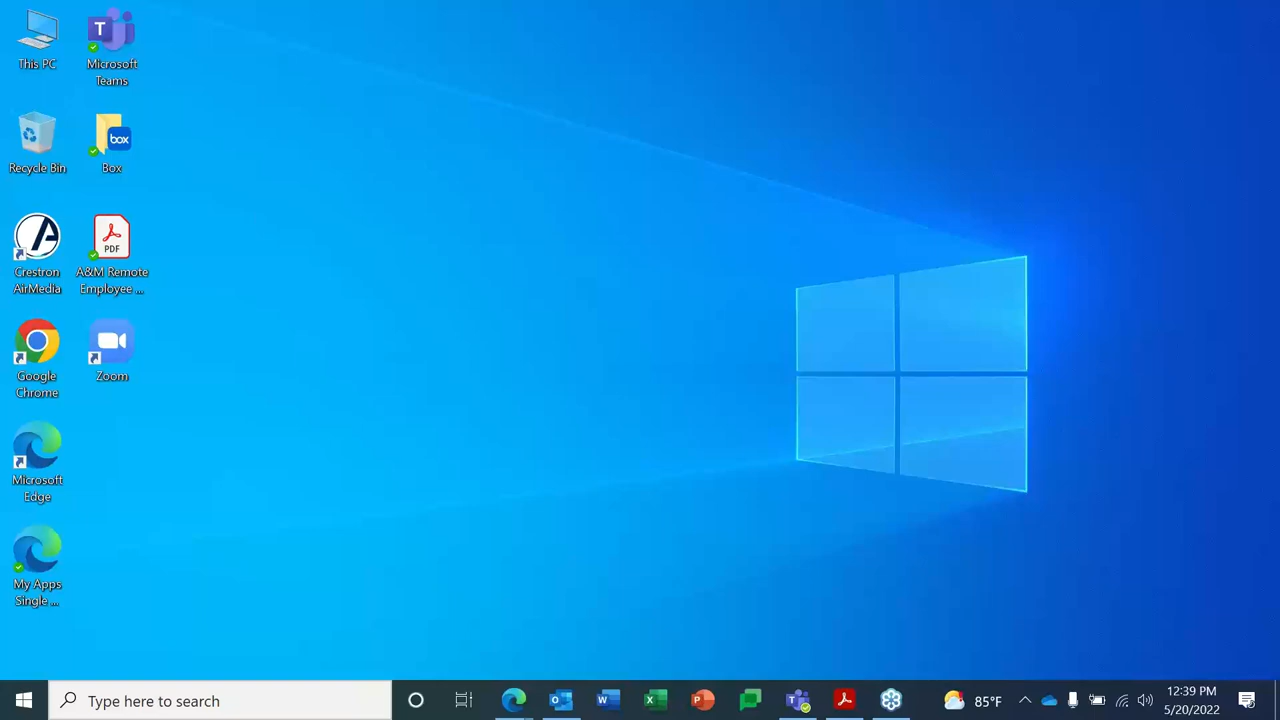 This PC
Microsoft
Teams
T
Recycle Bin
Box
box
Crestron
AirMedia
A&M Remote
Employee ...
PDF
Google
Chrome
Zoom
Microsoft
Edge
My Apps
Single ...
Type here to search
85°F
12:39 PM
5/20/2022